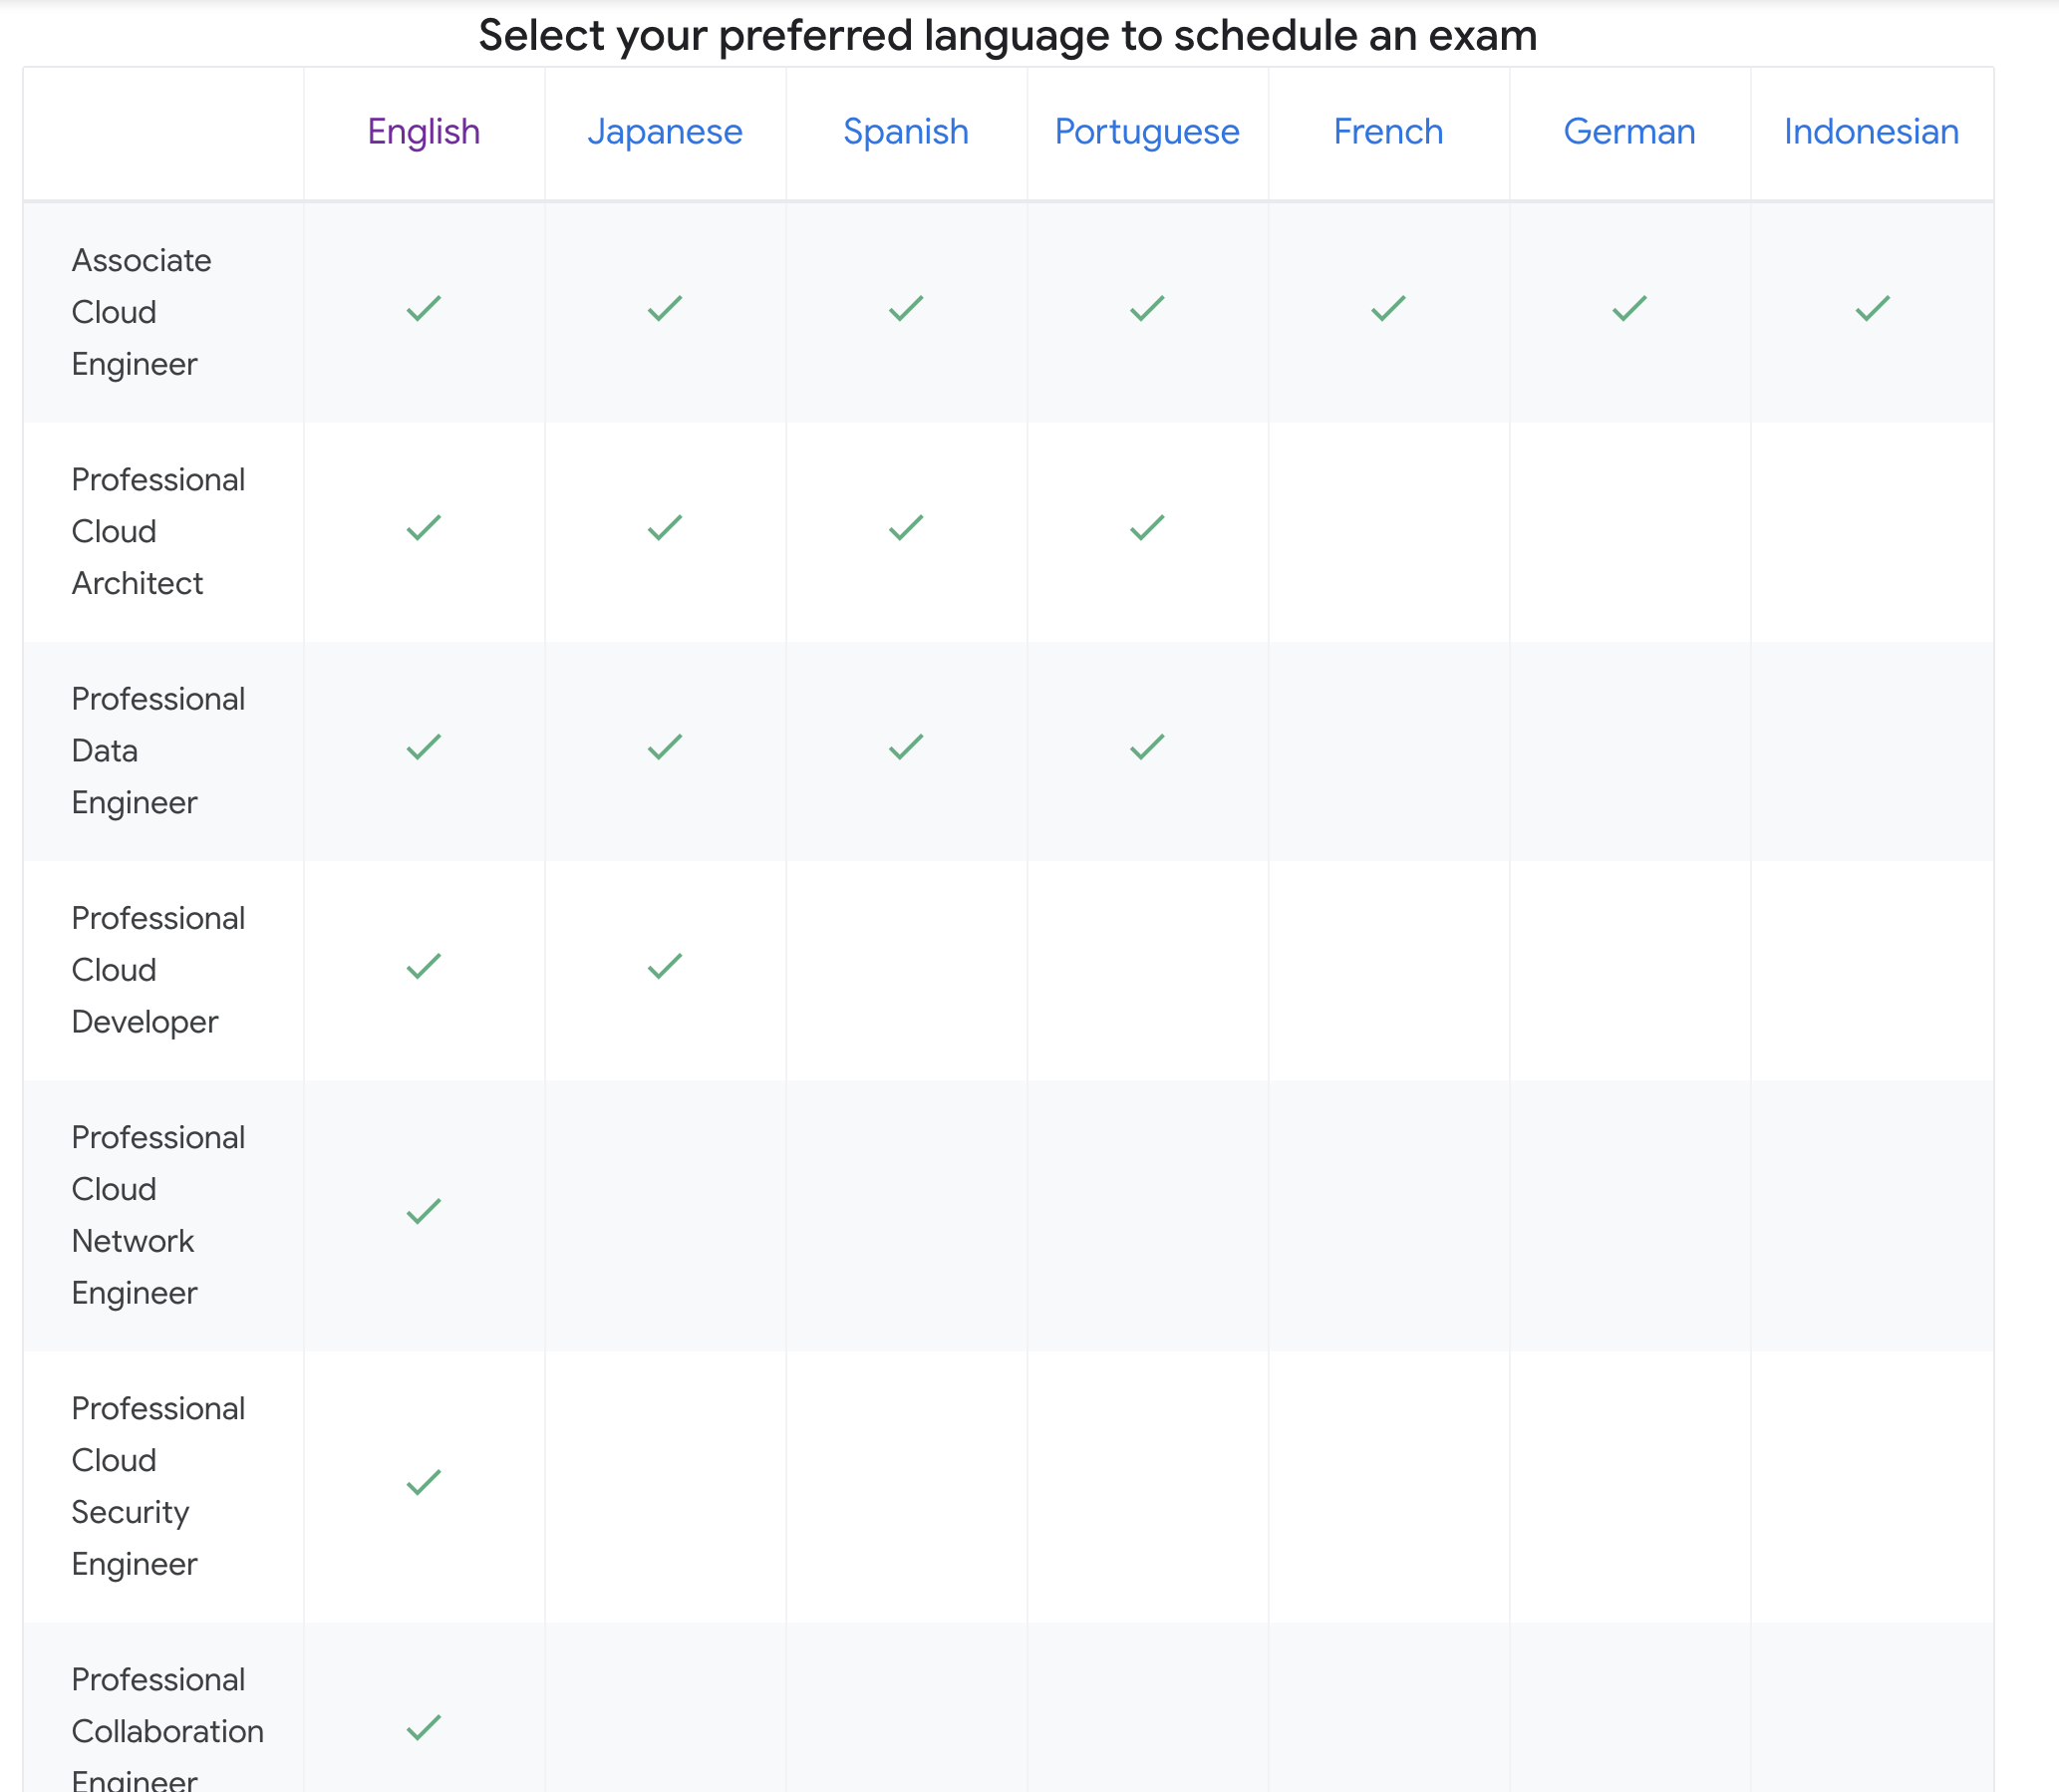 Select your preferred language to schedule an exam
English Japanese Spanish Portuguese French German Indonesian
Associate
Cloud
Engineer
Professional
Cloud
Architect
Professional
Data
Engineer
Professional
Cloud
Developer
Professional
Cloud
Network
Engineer
Professional
Cloud
Security
Engineer
Professional
Collaboration
Engineer